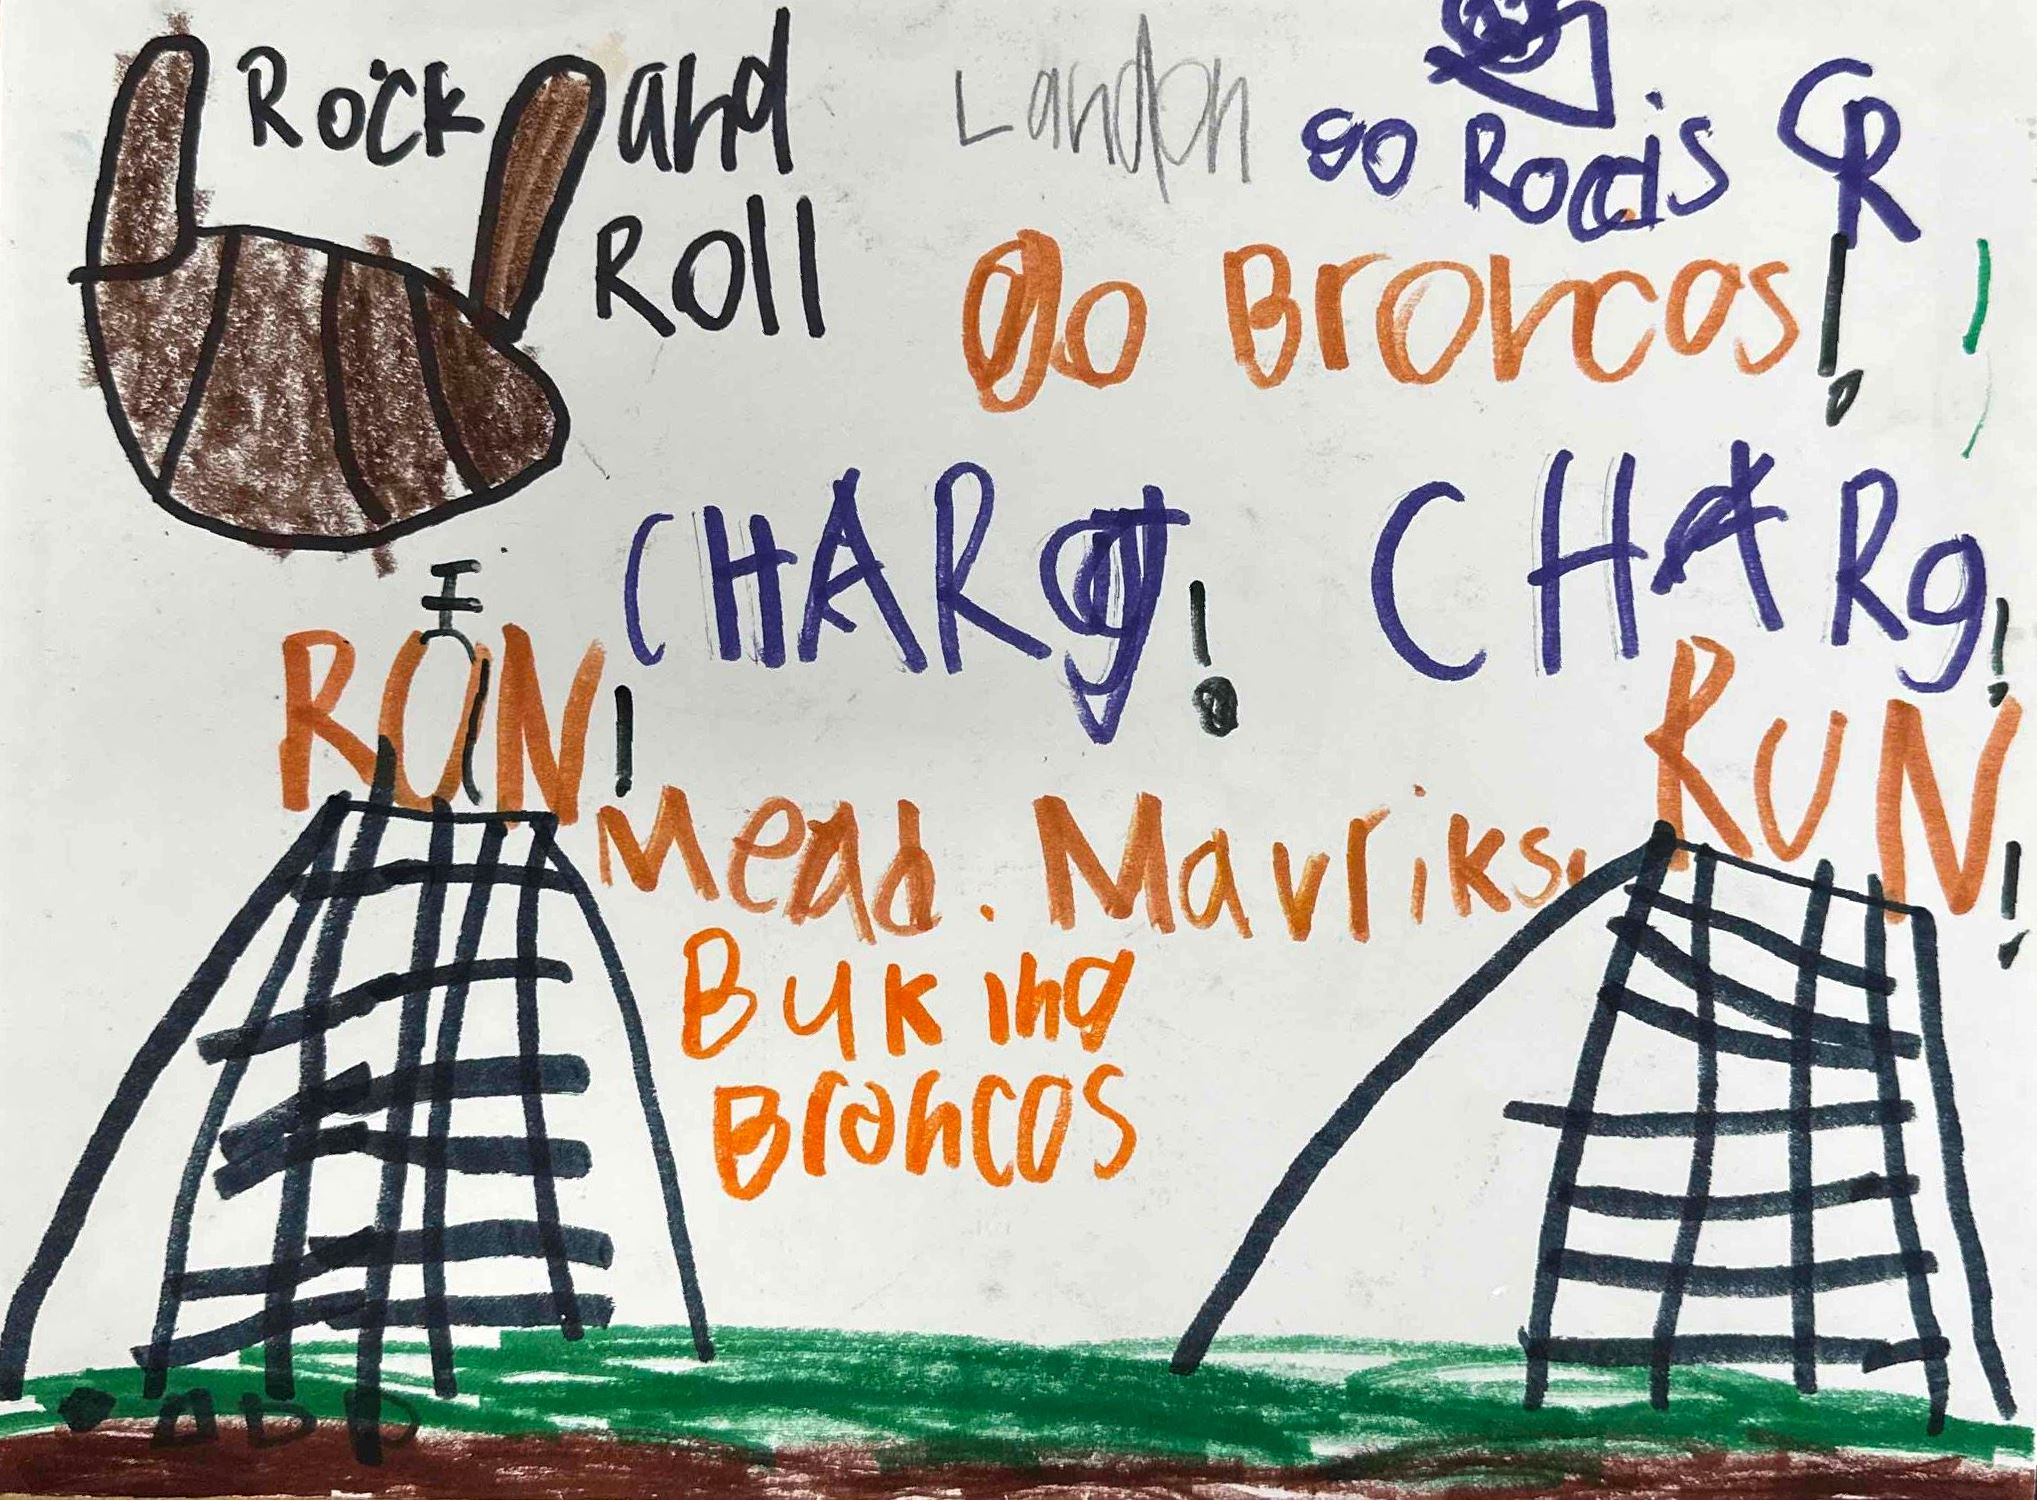 Rock and
Roll
Landon
go Rocis CR
go Broncos!
CHARg! CHARg!
RUN! RUN!
Mead. Mavriks.
Buking
Broncos